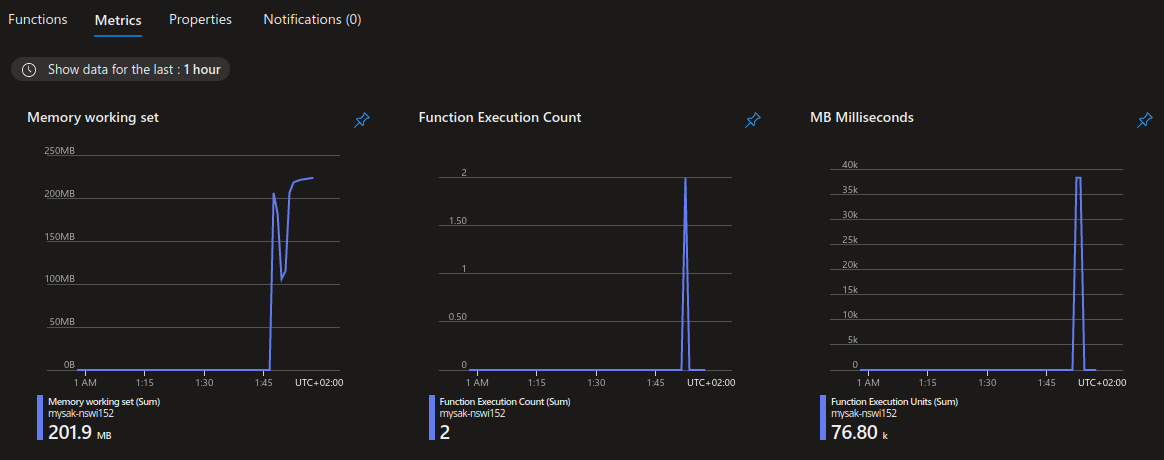 Functions Metrics Properties Notifications (0)
Show data for the last : 1 hour
Memory working set
250MB
200MB
150MB
100MB
50MB
0B
1 AM 1:15 1:30 1:45 UTC+02:00
Memory working set (Sum)
mysak-nswi152
201.9 MB
Function Execution Count
2
1.50
1
0.50
0
1 AM 1:15 1:30 1:45 UTC+02:00
Function Execution Count (Sum)
mysak-nswi152
2
MB Milliseconds
40k
35k
30k
25k
20k
15k
10k
5k
0
1 AM 1:15 1:30 1:45 UTC+02:00
Function Execution Units (Sum)
mysak-nswi152
76.80 k